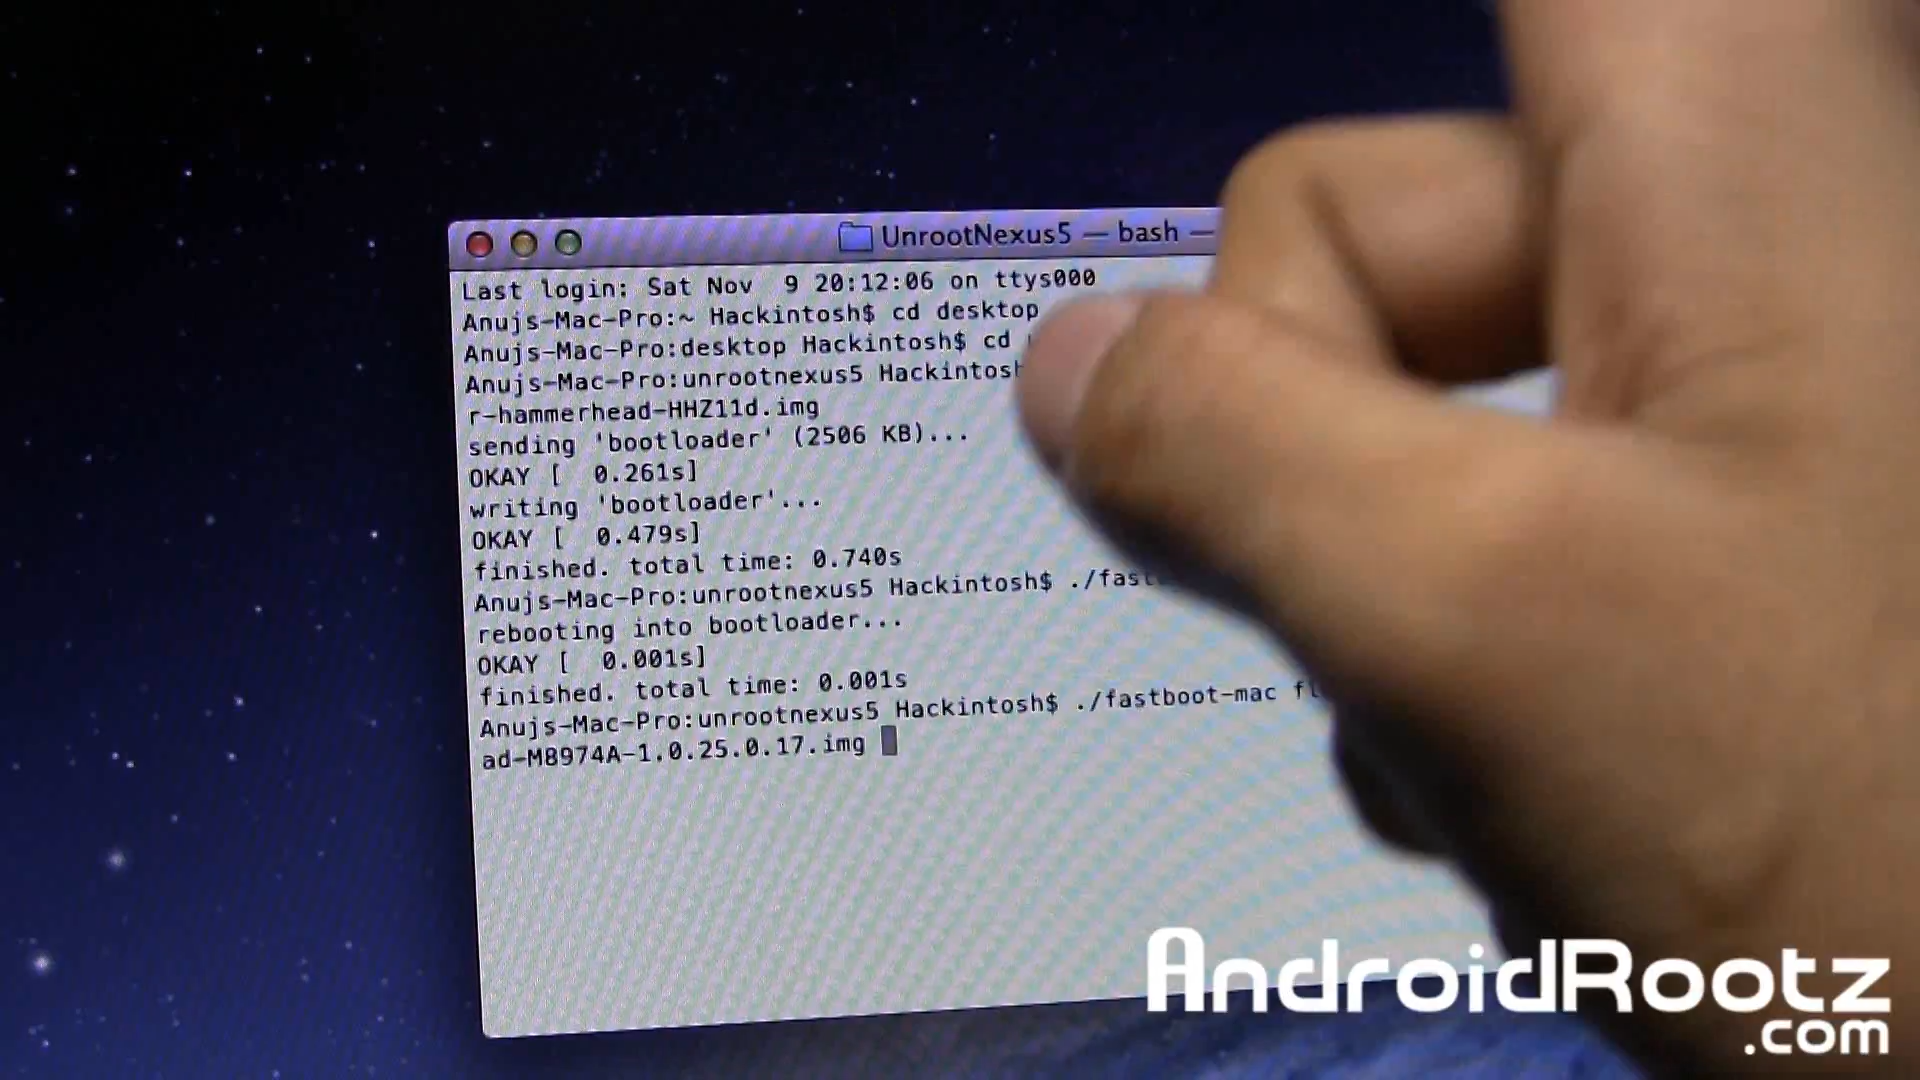 UnrootNexus5 — bash —
Last login: Sat Nov  9 20:12:06 on ttys000
Anujs-Mac-Pro:~ Hackintosh$ cd desktop
Anujs-Mac-Pro:desktop Hackintosh$ cd
Anujs-Mac-Pro:unrootnexus5 Hackintosh
r-hammerhead-HHZ11d.img
sending 'bootloader' (2506 KB)...
OKAY [  0.261s]
writing 'bootloader'...
OKAY [  0.479s]
finished. total time: 0.740s
Anujs-Mac-Pro:unrootnexus5 Hackintosh$ ./fast
rebooting into bootloader...
OKAY [  0.001s]
finished. total time: 0.001s
Anujs-Mac-Pro:unrootnexus5 Hackintosh$ ./fastboot-mac
ad-M8974A-1.0.25.0.17.img
AndroidRootz
.com